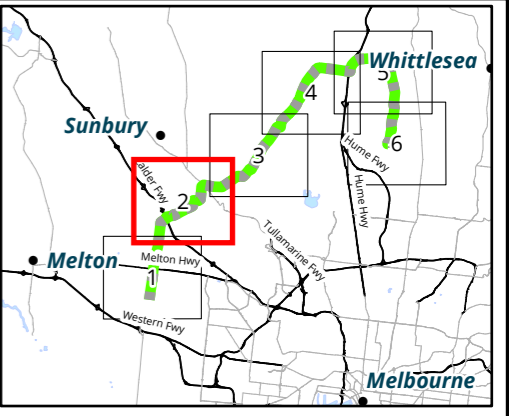 Whittlesea
5
4
Sunbury
6
Hume Fwy
3
alder Fwy
Hume Hwy
2
Tullamarine Fwy
Melton
Melton Hwy
1
Western Fwy
Melbourne